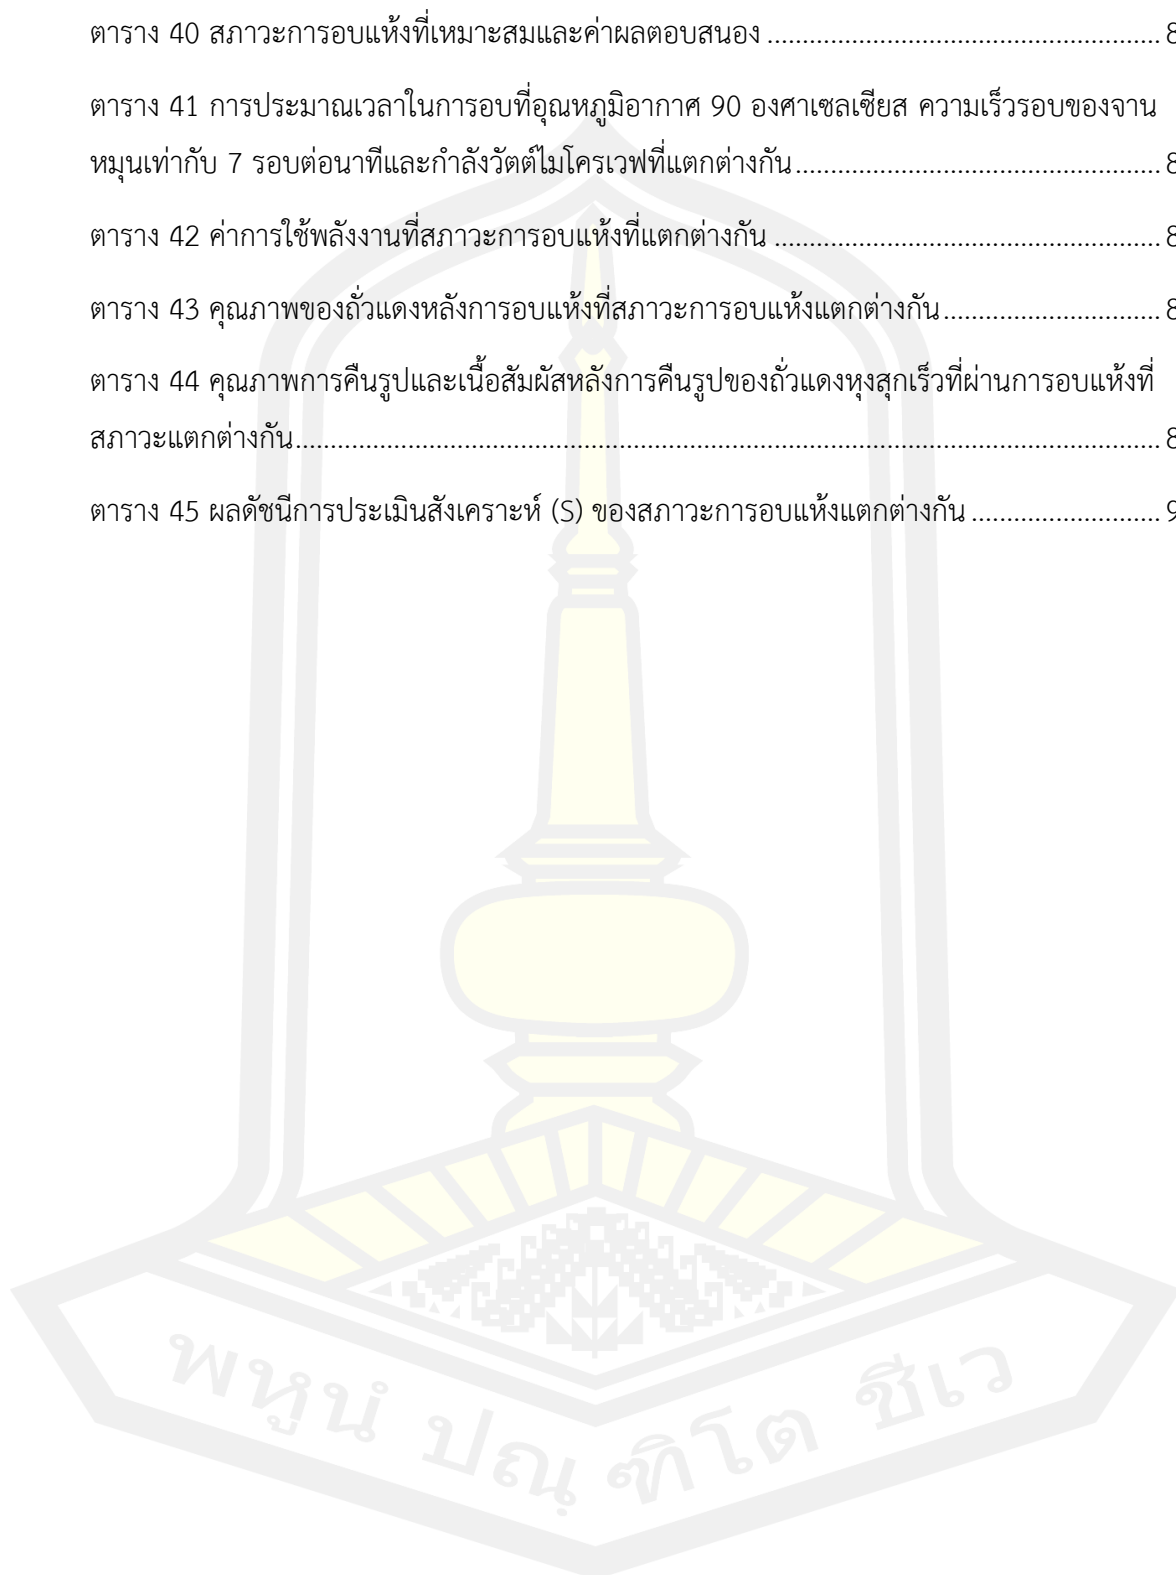 ตาราง 40 สภาวะการอบแห้งที่เหมาะสมและค่าผลตอบสนอง ........................................................ 8
ตาราง 41 การประมาณเวลาในการอบที่อุณหภูมิอากาศ 90 องศาเซลเซียส ความเร็วรอบของจาน
หมุนเท่ากับ 7 รอบต่อนาทีและกำลังวัตต์ไมโครเวฟที่แตกต่างกัน .................................................... 8
ตาราง 42 ค่าการใช้พลังงานที่สภาวะการอบแห้งที่แตกต่างกัน ....................................................... 8
ตาราง 43 คุณภาพของถั่วแดงหลังการอบแห้งที่สภาวะการอบแห้งแตกต่างกัน ............................... 8
ตาราง 44 คุณภาพการคืนรูปและเนื้อสัมผัสหลังการคืนรูปของถั่วแดงหุงสุกเร็วที่ผ่านการอบแห้งที่
สภาวะแตกต่างกัน ........................................................................................................................... 8
ตาราง 45 ผลดัชนีการประเมินสังเคราะห์ (S) ของสภาวะการอบแห้งแตกต่างกัน ........................... 9
พหูนํ ปณฺฑิโต ชีเว